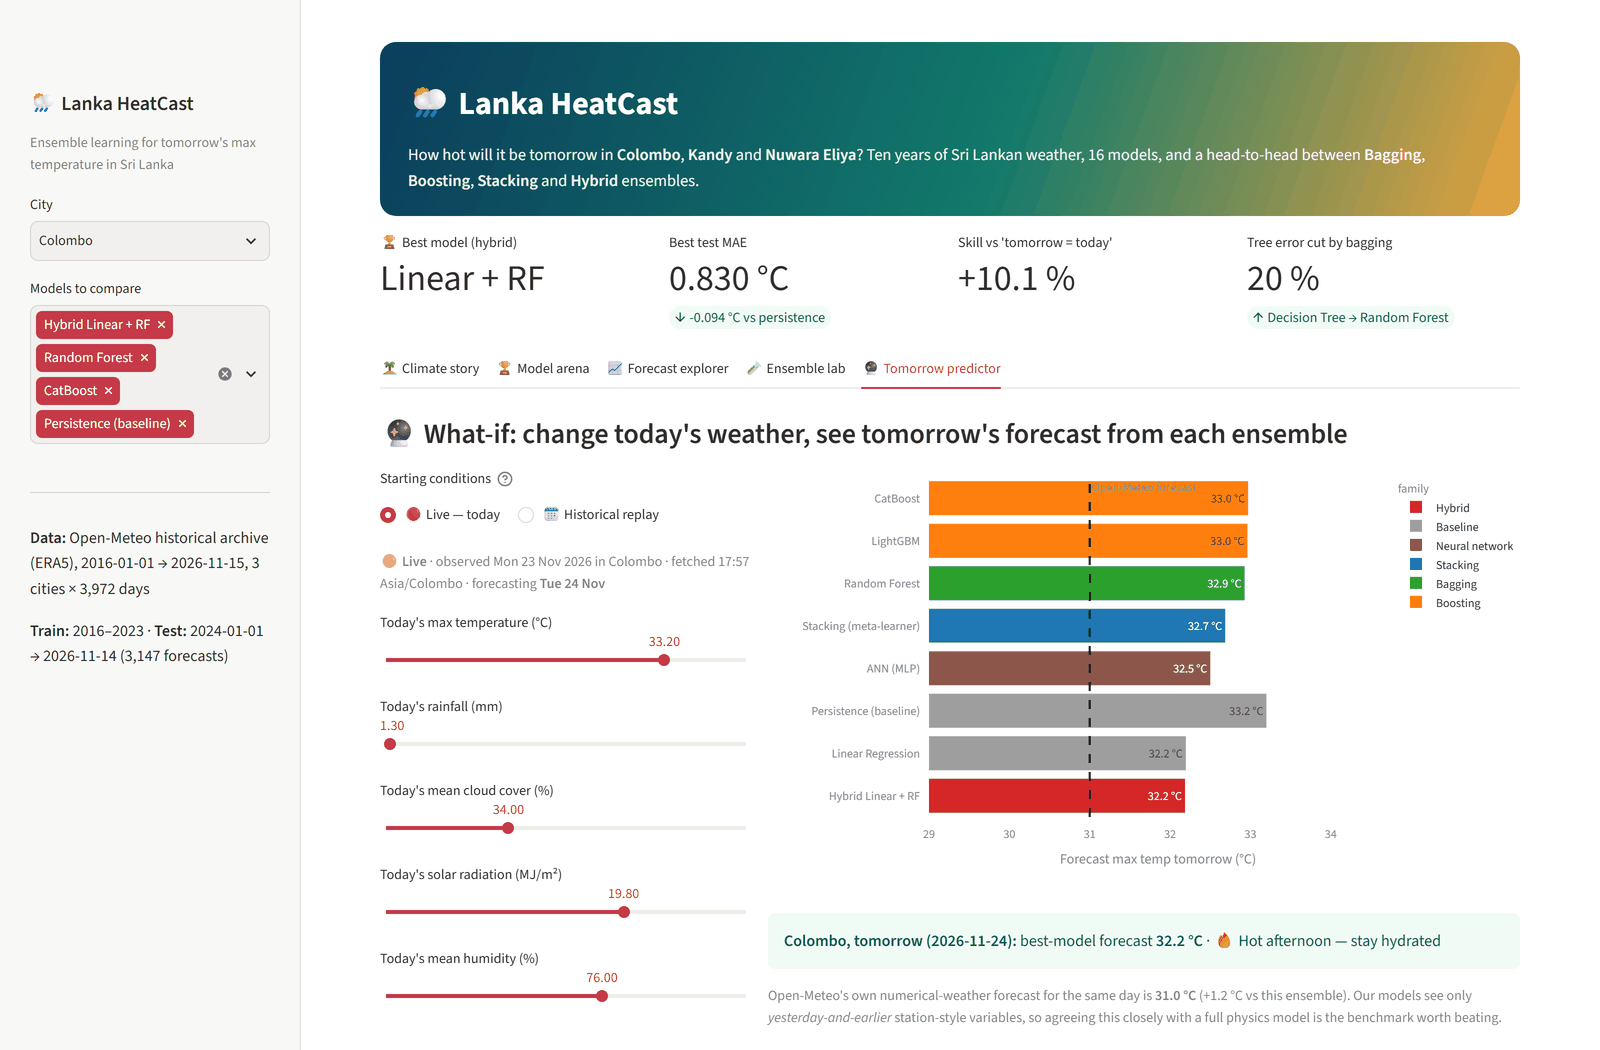 Lanka HeatCast
Ensemble learning for tomorrow's max
temperature in Sri Lanka
City
Colombo
Models to compare
Hybrid Linear + RF ×
Random Forest ×
CatBoost ×
Persistence (baseline) ×
Data: Open-Meteo historical archive
(ERA5), 2016-01-01 → 2026-11-15, 3
cities × 3,972 days
Train: 2016–2023 · Test: 2024-01-01
→ 2026-11-14 (3,147 forecasts)
Lanka HeatCast
How hot will it be tomorrow in Colombo, Kandy and Nuwara Eliya? Ten years of Sri Lankan weather, 16 models, and a head-to-head between Bagging,
Boosting, Stacking and Hybrid ensembles.
Best model (hybrid)
Linear + RF
Best test MAE
0.830 °C
↓ -0.094 °C vs persistence
Skill vs 'tomorrow = today'
+10.1 %
Tree error cut by bagging
20 %
↑ Decision Tree → Random Forest
Climate story
Model arena
Forecast explorer
Ensemble lab
Tomorrow predictor
What-if: change today's weather, see tomorrow's forecast from each ensemble
Starting conditions ?
Live — today
Historical replay
Live · observed Mon 23 Nov 2026 in Colombo · fetched 17:57
Asia/Colombo · forecasting Tue 24 Nov
Today's max temperature (°C)
33.20
Today's rainfall (mm)
1.30
Today's mean cloud cover (%)
34.00
Today's solar radiation (MJ/m²)
19.80
Today's mean humidity (%)
76.00
Open-Meteo forecast
CatBoost 33.0 °C
LightGBM 33.0 °C
Random Forest 32.9 °C
Stacking (meta-learner) 32.7 °C
ANN (MLP) 32.5 °C
Persistence (baseline) 33.2 °C
Linear Regression 32.2 °C
Hybrid Linear + RF 32.2 °C
29 30 31 32 33 34
Forecast max temp tomorrow (°C)
family
Hybrid
Baseline
Neural network
Stacking
Bagging
Boosting
Colombo, tomorrow (2026-11-24): best-model forecast 32.2 °C · Hot afternoon — stay hydrated
Open-Meteo's own numerical-weather forecast for the same day is 31.0 °C (+1.2 °C vs this ensemble). Our models see only
yesterday-and-earlier station-style variables, so agreeing this closely with a full physics model is the benchmark worth beating.